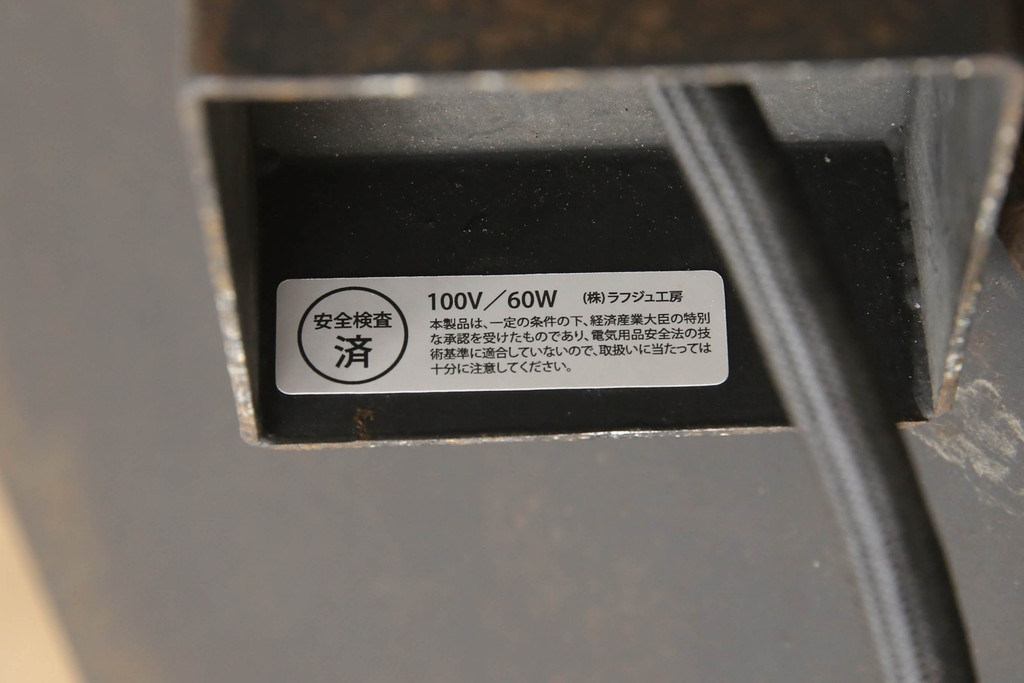 安全検査
済
100V/60W (株)ラフジュ工房
本製品は、一定の条件の下、経済産業大臣の特別
な承認を受けたものであり、電気用品安全法の技
術基準に適合していないので、取扱いに当たっては
十分に注意してください。